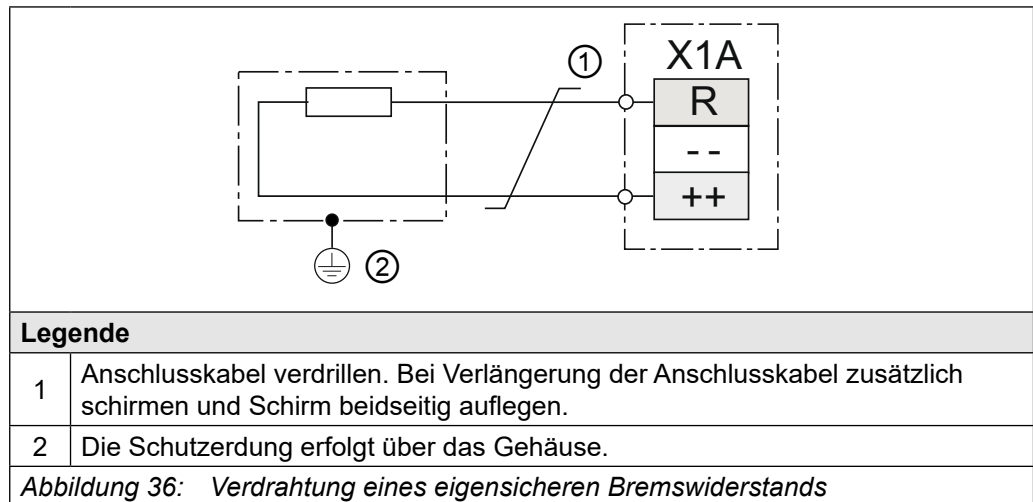 ①
X1A
R
--
++
②
Legende
1 Anschlusskabel verdrillen. Bei Verlängerung der Anschlusskabel zusätzlich
schirmen und Schirm beidseitig auflegen.
2 Die Schutzerdung erfolgt über das Gehäuse.
Abbildung 36: Verdrahtung eines eigensicheren Bremswiderstands